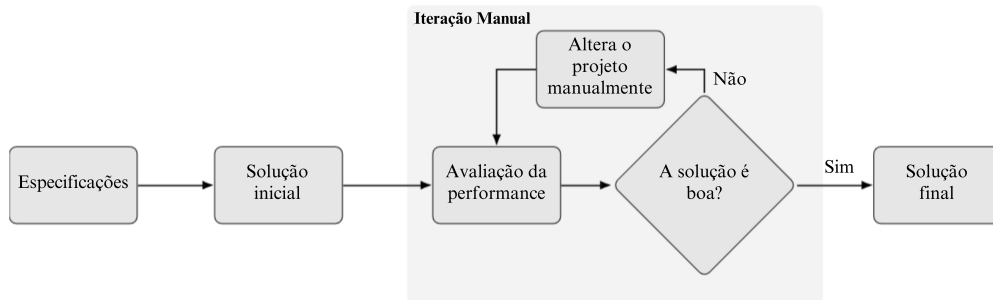 Iteração Manual
Altera o
projeto
manualmente
Não
Especificações
Solução
inicial
Avaliação da
performance
A solução é
boa?
Sim
Solução
final